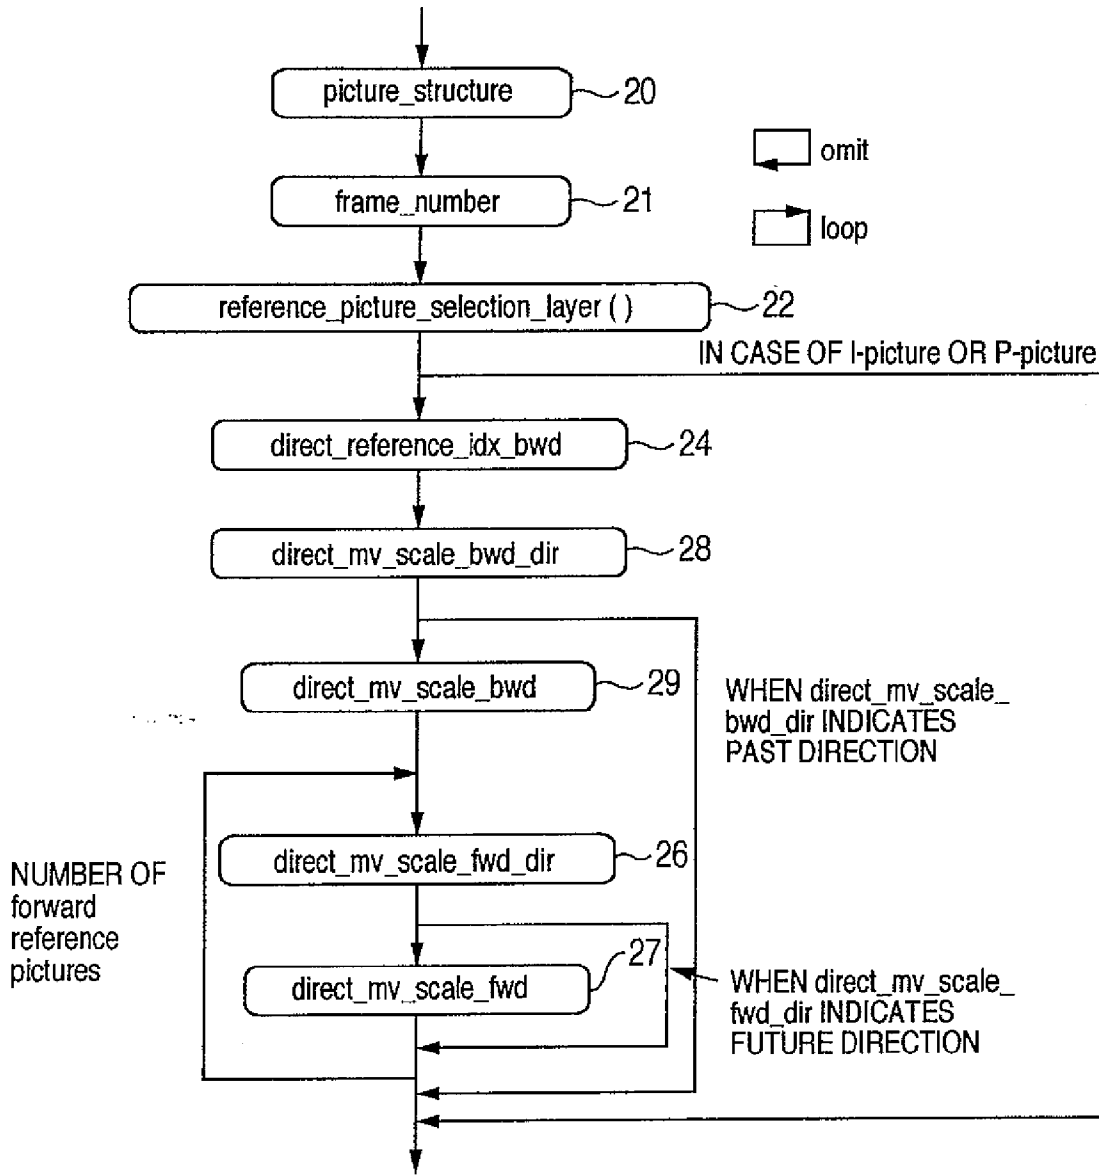 picture_structure
20
omit
frame_number
21
loop
reference_picture_selection_layer ( )
22
IN CASE OF I-picture OR P-picture
direct_reference_idx_bwd
24
direct_mv_scale_bwd_dir
28
direct_mv_scale_bwd
29
WHEN direct_mv_scale_
bwd_dir INDICATES
PAST DIRECTION
direct_mv_scale_fwd_dir
26
NUMBER OF
forward
reference
pictures
direct_mv_scale_fwd
27
WHEN direct_mv_scale_
fwd_dir INDICATES
FUTURE DIRECTION